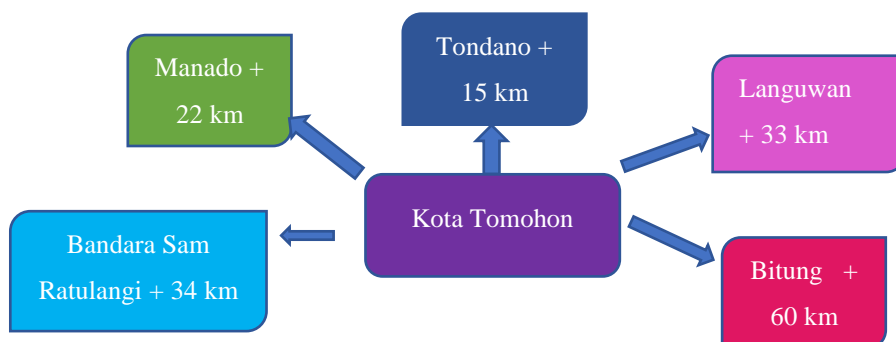 Manado +
22 km
Tondano +
15 km
Languwan
+ 33 km
Kota Tomohon
Bandara Sam
Ratulangi + 34 km
Bitung +
60 km